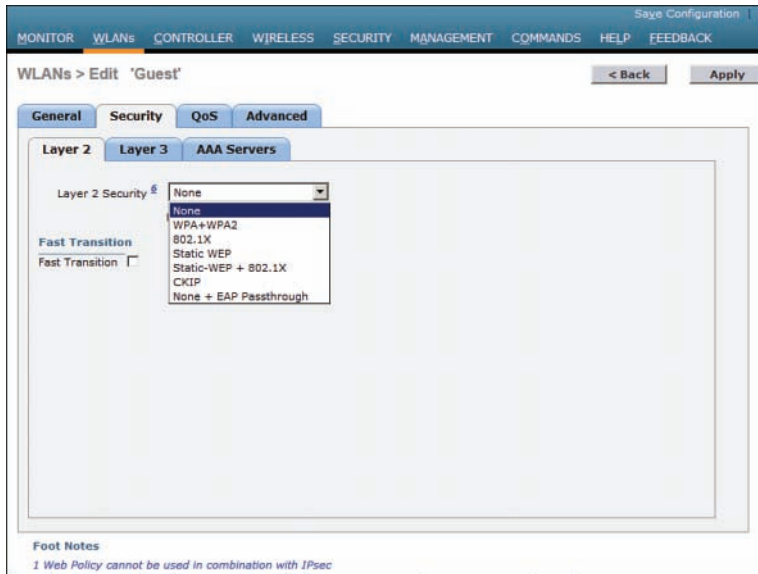 Save Configuration
MONITOR WLANs CONTROLLER WIRELESS SECURITY MANAGEMENT COMMANDS HELP FEEDBACK
WLANs > Edit 'Guest'
< Back
Apply
General Security QoS Advanced
Layer 2 Layer 3 AAA Servers
Layer 2 Security 6 None
None
WPA+WPA2
802.1X
Static WEP
Static-WEP + 802.1X
CKIP
None + EAP Passthrough
Fast Transition
Fast Transition
Foot Notes
1 Web Policy cannot be used in combination with IPsec